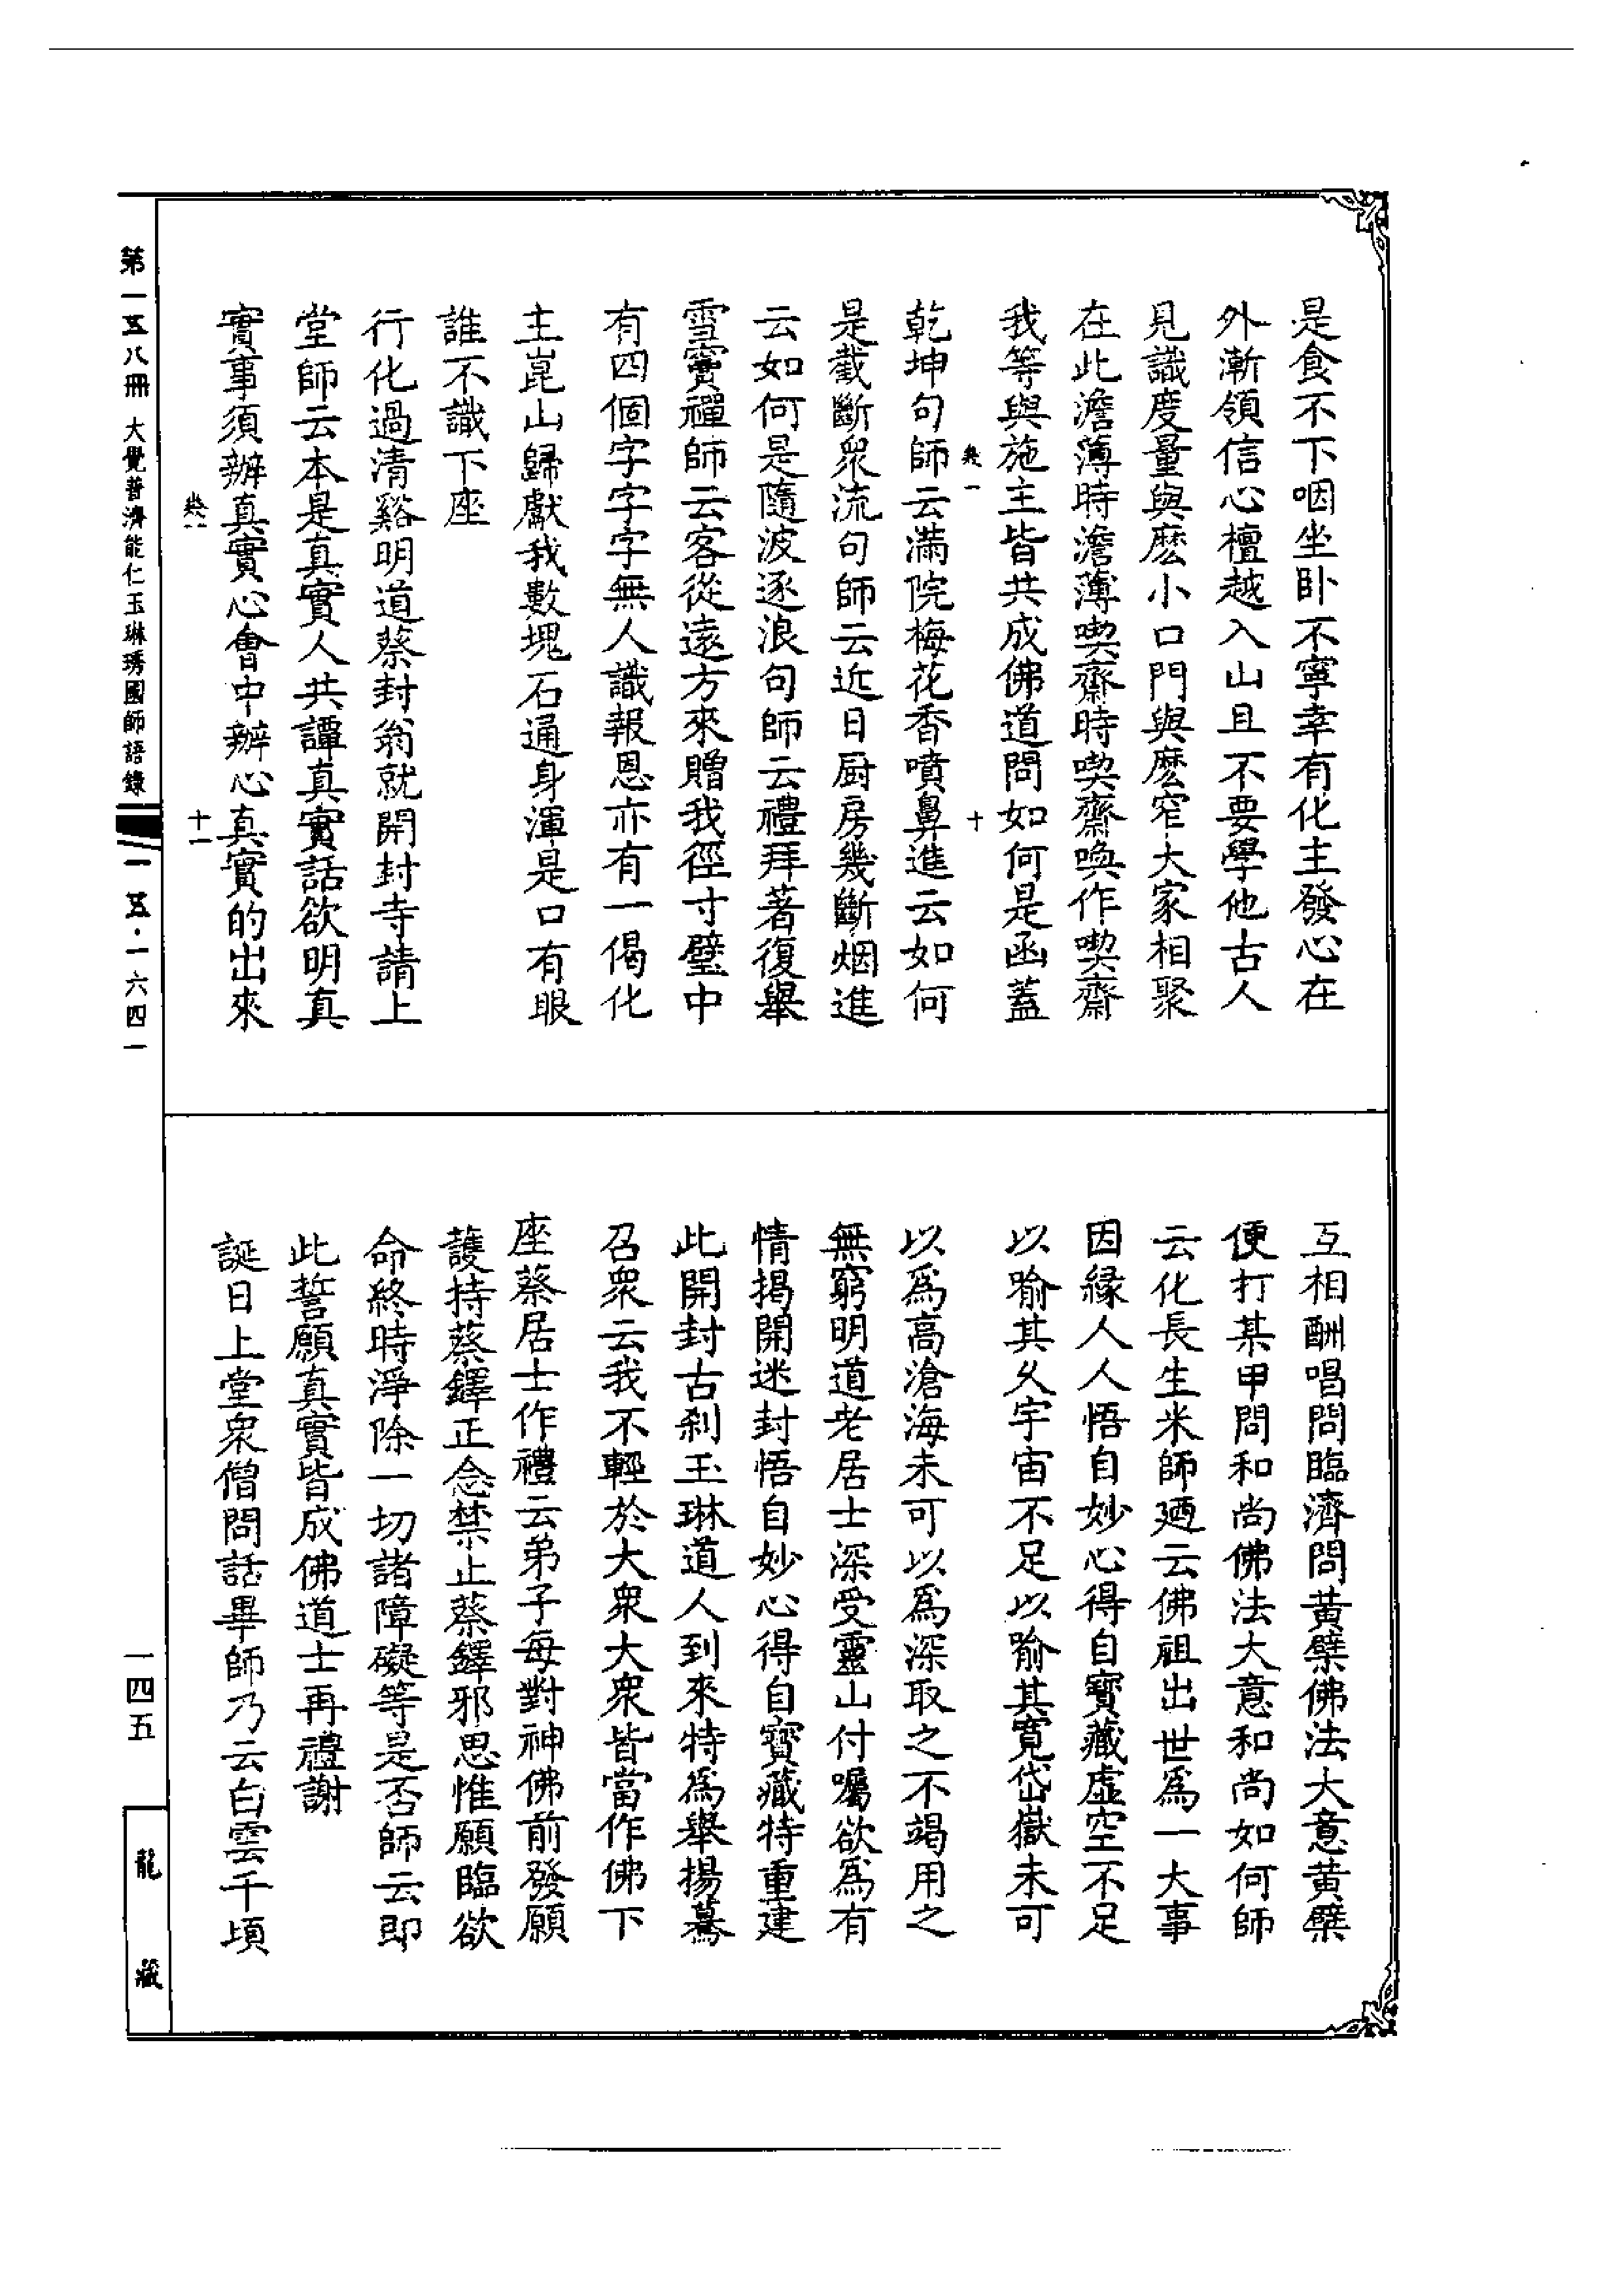 是食不下咽坐卧不寧幸有化主發心在
外漸領信心檀越入山且不要學他古人
見識度量與麽小口門與麽窄大家相聚
在此澹薄時澹薄喫齋時喫齋喚作喫齋
我等與施主皆共成佛道問如何是函蓋
十
乾坤句師云滿院梅花香噴鼻進云如何
是截斷衆流句師云近日厨房幾斷烟進
云如何是隨波逐浪句師云禮拜著復舉
雪竇禪師云客從遠方來贈我徑寸璧中
有四個字字字無人識報恩亦有一偈化
主崑山歸獻我數塊石通身渾是口有眼
誰不識下座
行化過清谿明道蔡封翁就開封寺請上
堂師云本是真實人共譚真實話欲明真
實事須辦真實心會中辦心真實的出來
十一
互相酬唱問臨濟問黃檗佛法大意黃檗
便打某甲問和尚佛法大意和尚如何師
云化長生米師廼云佛祖出世爲一大事
因緣人人悟自妙心得自寶藏虛空不足
以喻其久宇宙不足以喻其寬岱嶽未可
以爲高滄海未可以爲深取之不竭用之
無窮明道老居士深受靈山付囑欲爲有
情揭開迷封悟自妙心得自寶藏特重建
此開封古刹玉琳道人到來特爲舉揚驀
召衆云我不輕於大衆大衆皆當作佛下
座蔡居士作禮云弟子每對神佛前發願
護持蔡鐸正念禁止蔡鐸邪思惟願臨欲
命終時淨除一切諸障礙等是否師云即
此誓願真實皆成佛道士再禮謝
誕日上堂衆僧問話畢師乃云白雲千頃
第一五八冊 大覺普濟能仁玉琳琇國師語錄
一五·一六四一
一四五
龍藏